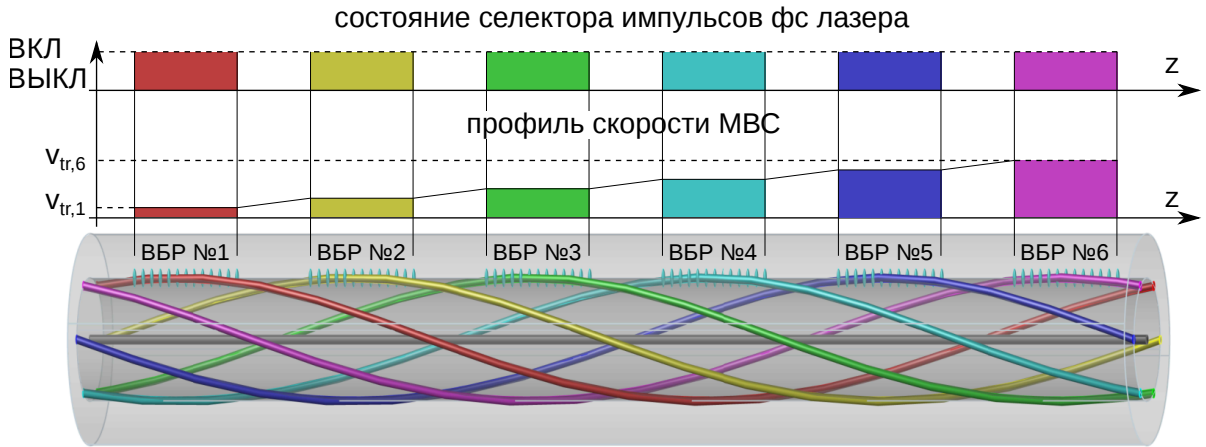 состояние селектора импульсов фс лазера
ВКЛ
ВЫКЛ
z
профиль скорости МВС
v_tr,6
v_tr,1
z
ВБР №1 ВБР №2 ВБР №3 ВБР №4 ВБР №5 ВБР №6